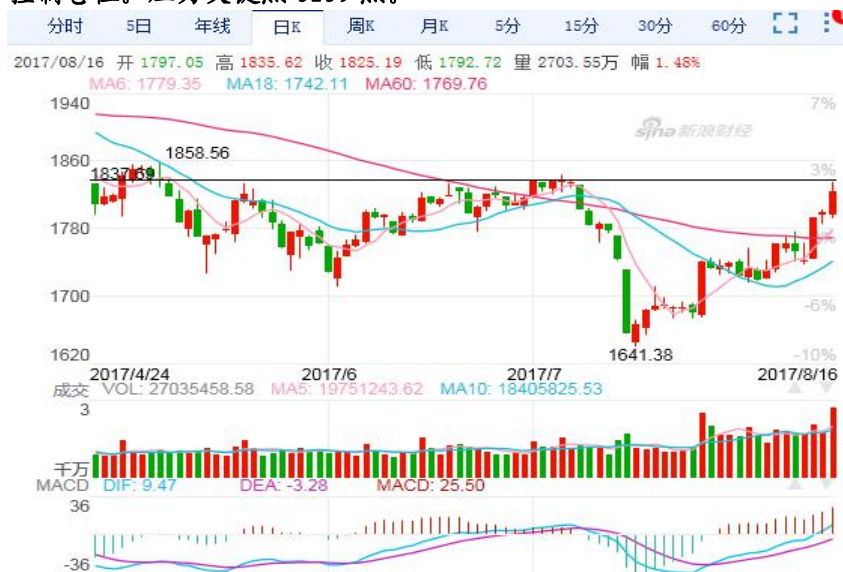 分时 5日 年线 日K 周K 月K 5分 15分 30分 60分
2017/08/16 开 1797.05 高 1835.62 收 1825.19 低 1792.72 量 2703.55万 幅 1.48%
MA6: 1779.35 MA18: 1742.11 MA60: 1769.76
1940 7%
sina 新浪财经
1860 1858.56 3%
1837.69
1780
1700 -6%
1620 1641.38 -10%
2017/4/24 2017/6 2017/7 2017/8/16
成交 VOL: 27035458.58 MA5: 19751243.62 MA10: 18405825.53
3
千万
MACD DIF: 9.47 DEA: -3.28 MACD: 25.50
36
-36